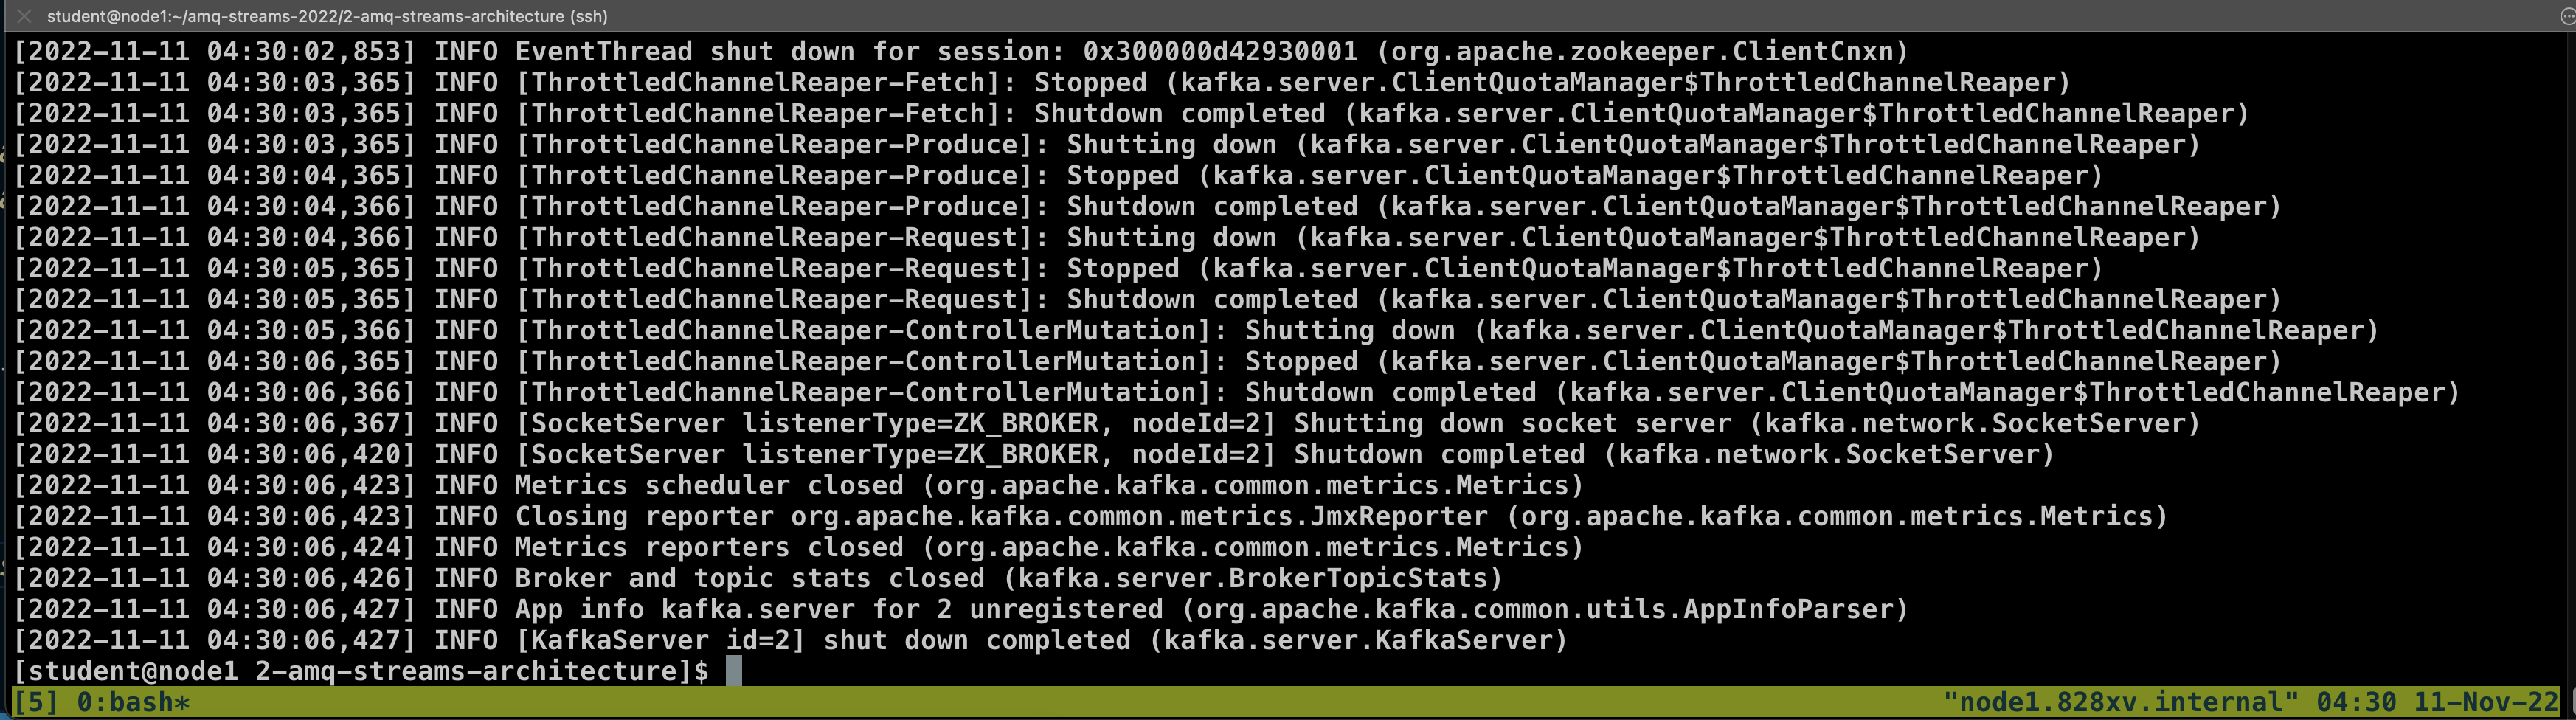 student@node1:~/amq-streams-2022/2-amq-streams-architecture (ssh)
[2022-11-11 04:30:02,853] INFO EventThread shut down for session: 0x300000d42930001 (org.apache.zookeeper.ClientCnxn)
[2022-11-11 04:30:03,365] INFO [ThrottledChannelReaper-Fetch]: Stopped (kafka.server.ClientQuotaManager$ThrottledChannelReaper)
[2022-11-11 04:30:03,365] INFO [ThrottledChannelReaper-Fetch]: Shutdown completed (kafka.server.ClientQuotaManager$ThrottledChannelReaper)
[2022-11-11 04:30:03,365] INFO [ThrottledChannelReaper-Produce]: Shutting down (kafka.server.ClientQuotaManager$ThrottledChannelReaper)
[2022-11-11 04:30:04,365] INFO [ThrottledChannelReaper-Produce]: Stopped (kafka.server.ClientQuotaManager$ThrottledChannelReaper)
[2022-11-11 04:30:04,366] INFO [ThrottledChannelReaper-Produce]: Shutdown completed (kafka.server.ClientQuotaManager$ThrottledChannelReaper)
[2022-11-11 04:30:04,366] INFO [ThrottledChannelReaper-Request]: Shutting down (kafka.server.ClientQuotaManager$ThrottledChannelReaper)
[2022-11-11 04:30:05,365] INFO [ThrottledChannelReaper-Request]: Stopped (kafka.server.ClientQuotaManager$ThrottledChannelReaper)
[2022-11-11 04:30:05,365] INFO [ThrottledChannelReaper-Request]: Shutdown completed (kafka.server.ClientQuotaManager$ThrottledChannelReaper)
[2022-11-11 04:30:05,366] INFO [ThrottledChannelReaper-ControllerMutation]: Shutting down (kafka.server.ClientQuotaManager$ThrottledChannelReaper)
[2022-11-11 04:30:06,365] INFO [ThrottledChannelReaper-ControllerMutation]: Stopped (kafka.server.ClientQuotaManager$ThrottledChannelReaper)
[2022-11-11 04:30:06,366] INFO [ThrottledChannelReaper-ControllerMutation]: Shutdown completed (kafka.server.ClientQuotaManager$ThrottledChannelReaper)
[2022-11-11 04:30:06,367] INFO [SocketServer listenerType=ZK_BROKER, nodeId=2] Shutting down socket server (kafka.network.SocketServer)
[2022-11-11 04:30:06,420] INFO [SocketServer listenerType=ZK_BROKER, nodeId=2] Shutdown completed (kafka.network.SocketServer)
[2022-11-11 04:30:06,423] INFO Metrics scheduler closed (org.apache.kafka.common.metrics.Metrics)
[2022-11-11 04:30:06,423] INFO Closing reporter org.apache.kafka.common.metrics.JmxReporter (org.apache.kafka.common.metrics.Metrics)
[2022-11-11 04:30:06,424] INFO Metrics reporters closed (org.apache.kafka.common.metrics.Metrics)
[2022-11-11 04:30:06,426] INFO Broker and topic stats closed (kafka.server.BrokerTopicStats)
[2022-11-11 04:30:06,427] INFO App info kafka.server for 2 unregistered (org.apache.kafka.common.utils.AppInfoParser)
[2022-11-11 04:30:06,427] INFO [KafkaServer id=2] shut down completed (kafka.server.KafkaServer)
[student@node1 2-amq-streams-architecture]$
[5] 0:bash* "node1.828xv.internal" 04:30 11-Nov-22